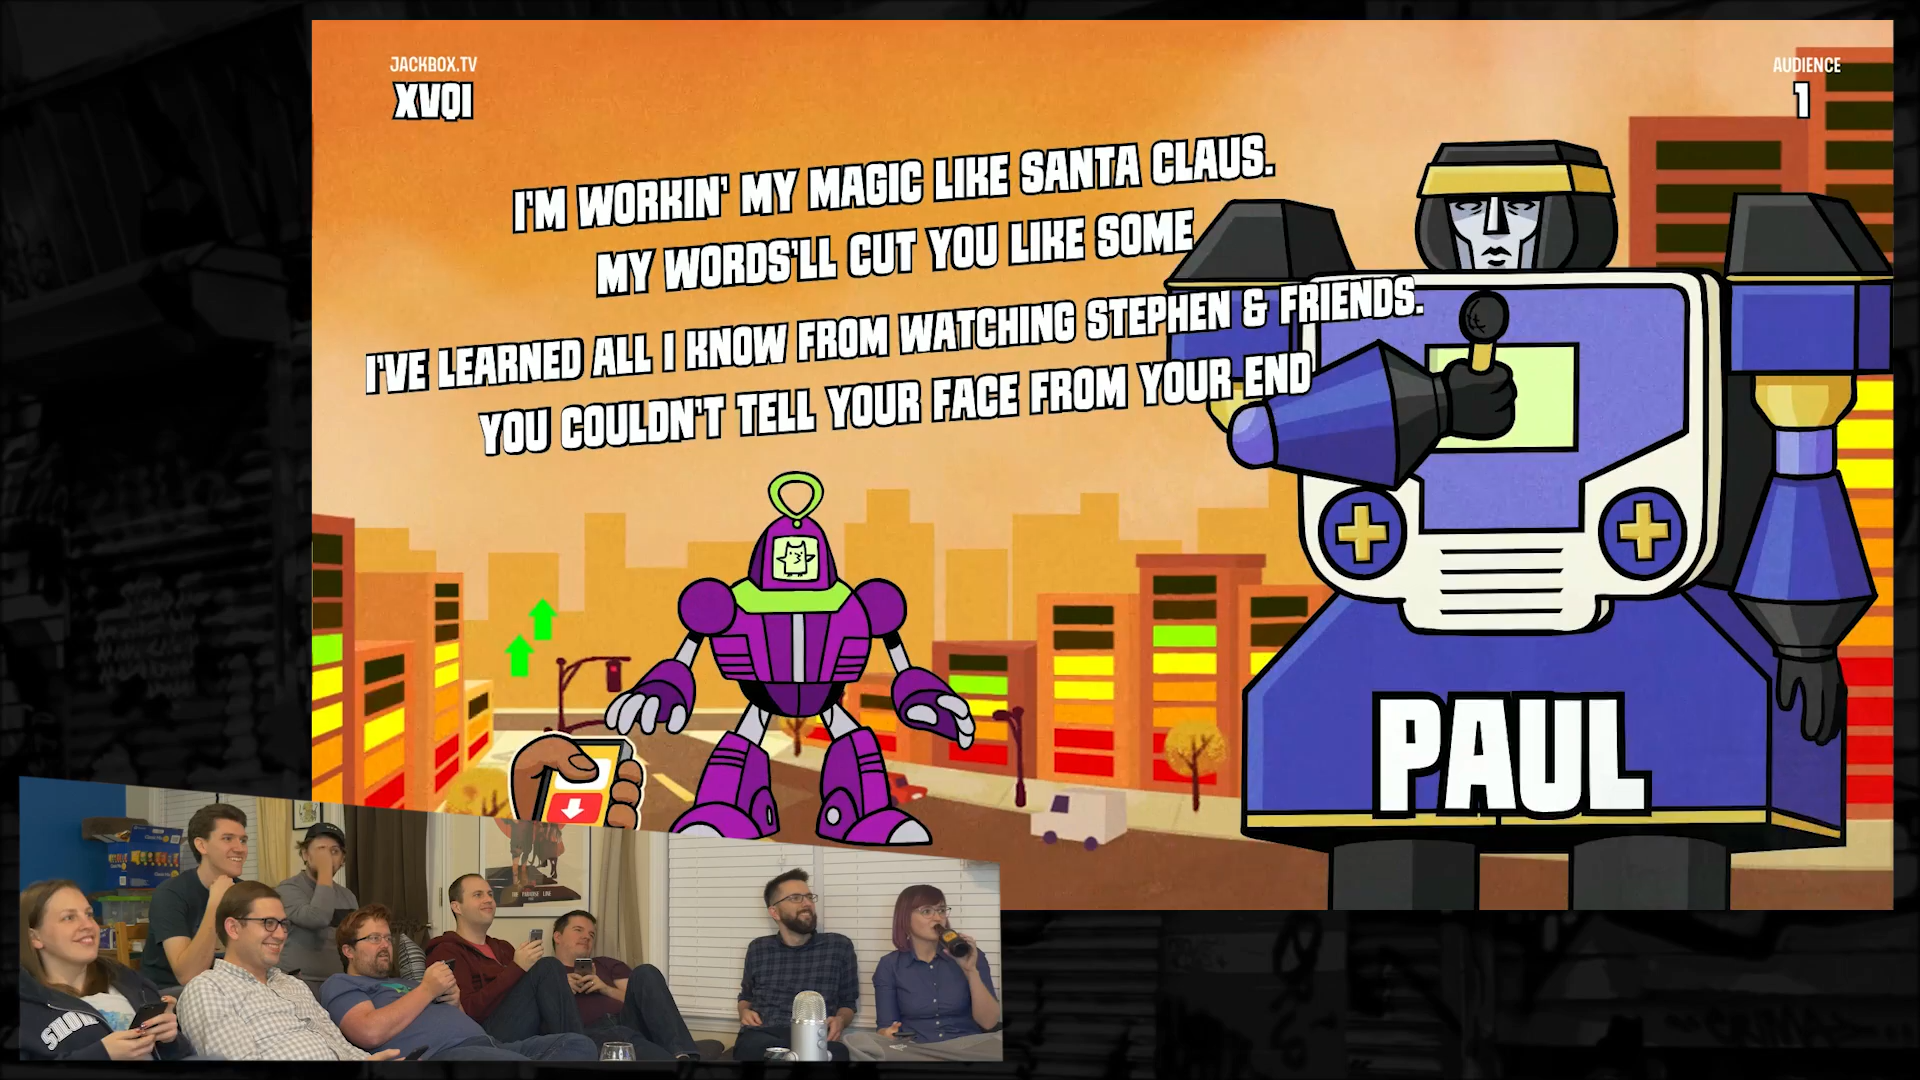 JACKBOX.TV
XVQI
AUDIENCE
1
I'M WORKIN' MY MAGIC LIKE SANTA CLAUS.
MY WORDS'LL CUT YOU LIKE SOME
I'VE LEARNED ALL I KNOW FROM WATCHING STEPHEN & FRIENDS.
YOU COULDN'T TELL YOUR FACE FROM YOUR END
PAUL